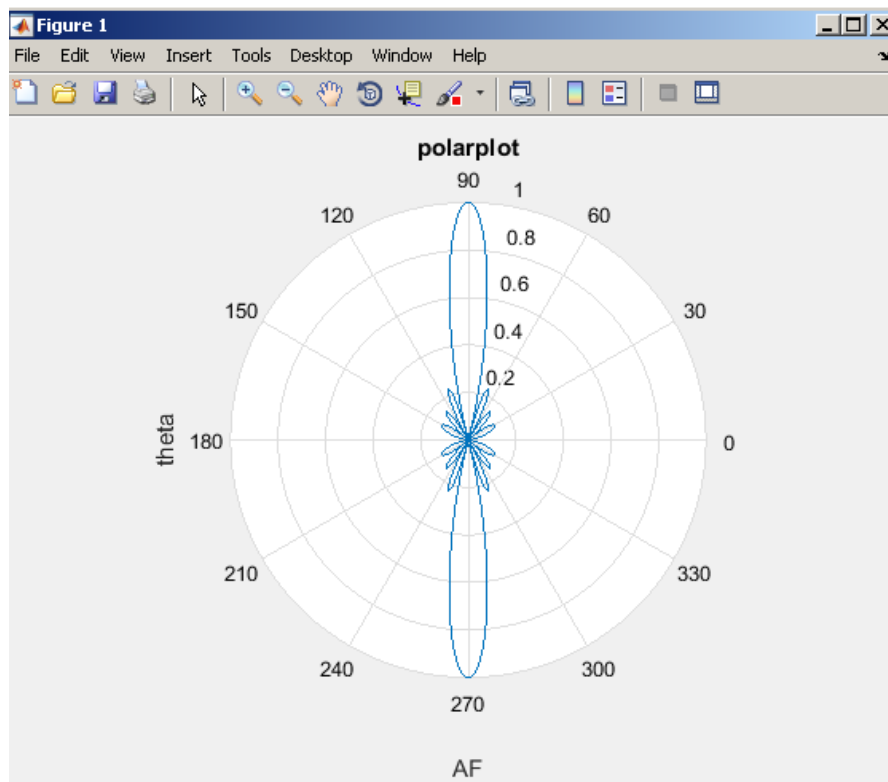 Figure 1
File Edit View Insert Tools Desktop Window Help
polarplot
90 1
120 60
0.8
0.6
150 30
0.4
0.2
theta
180 0
210 330
240 300
270
AF